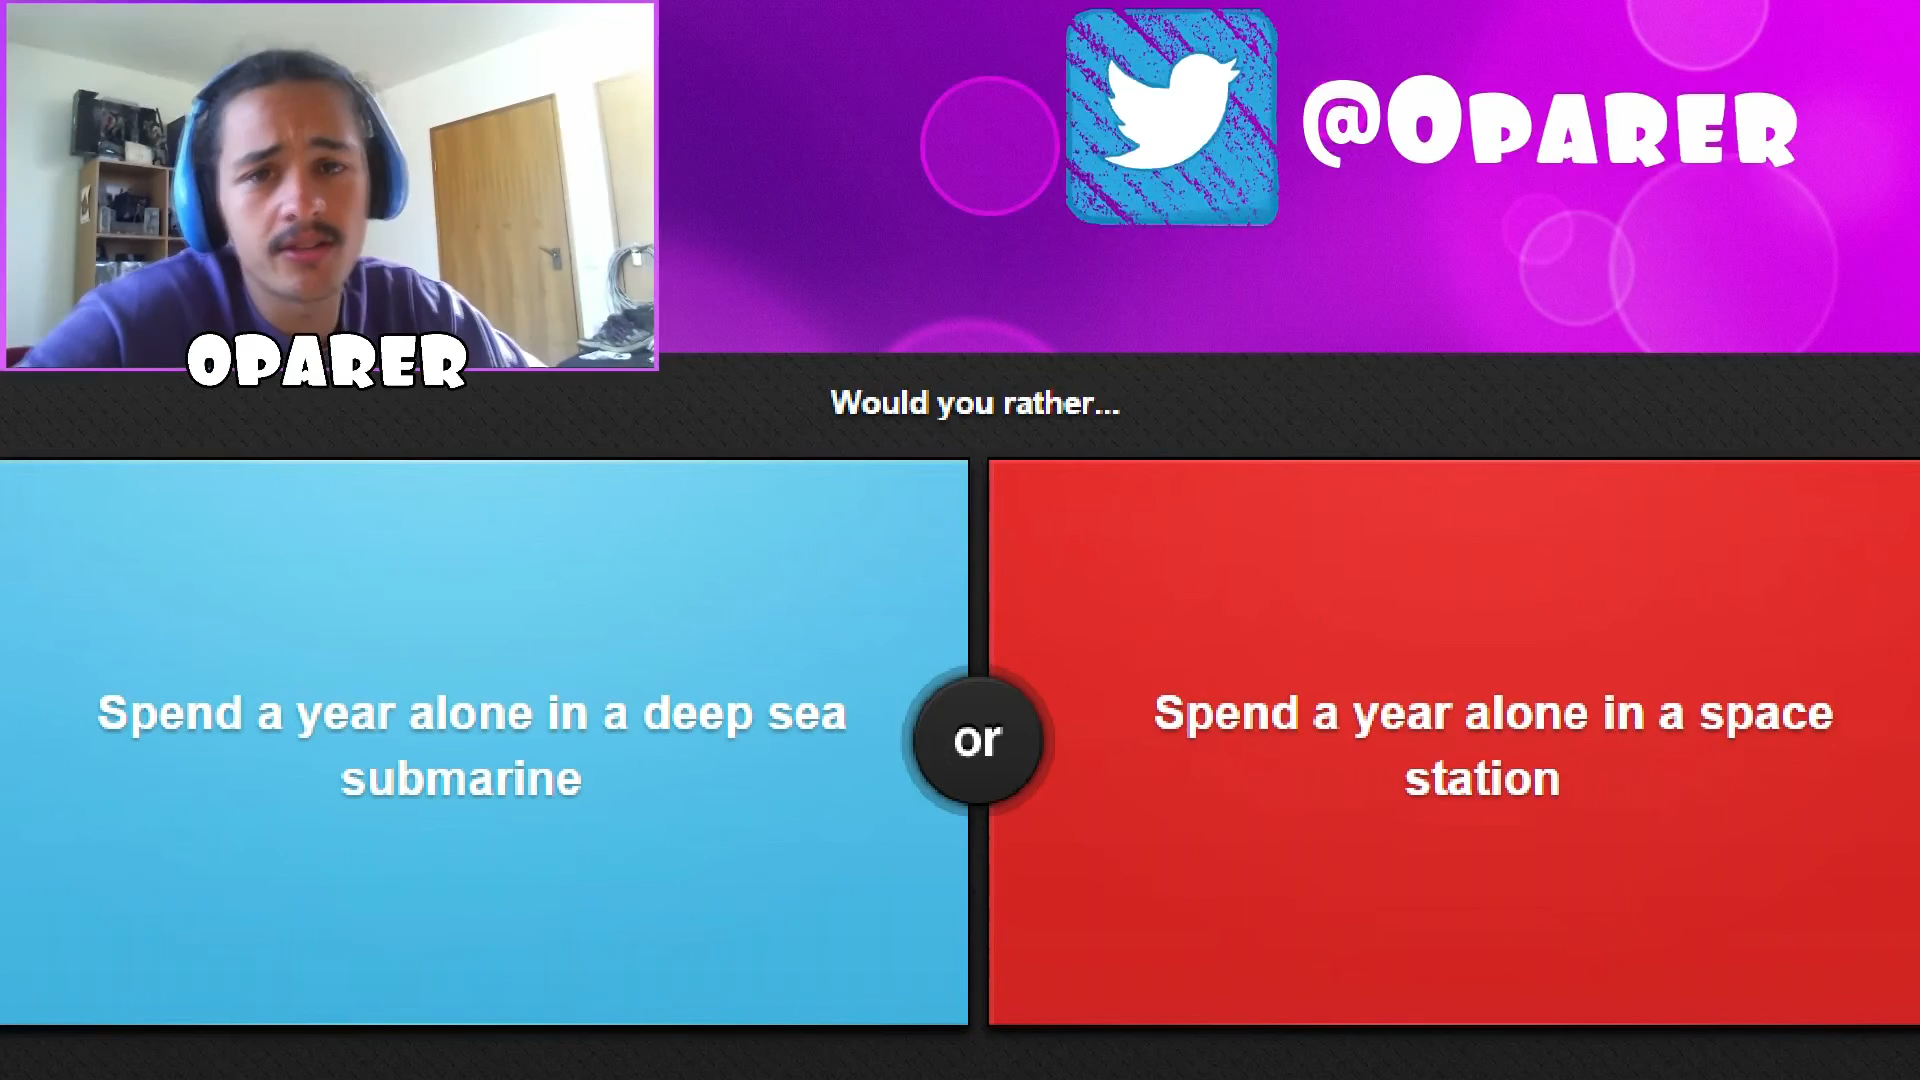 @OPARER
OPARER
Would you rather...
Spend a year alone in a deep sea
submarine
or
Spend a year alone in a space
station